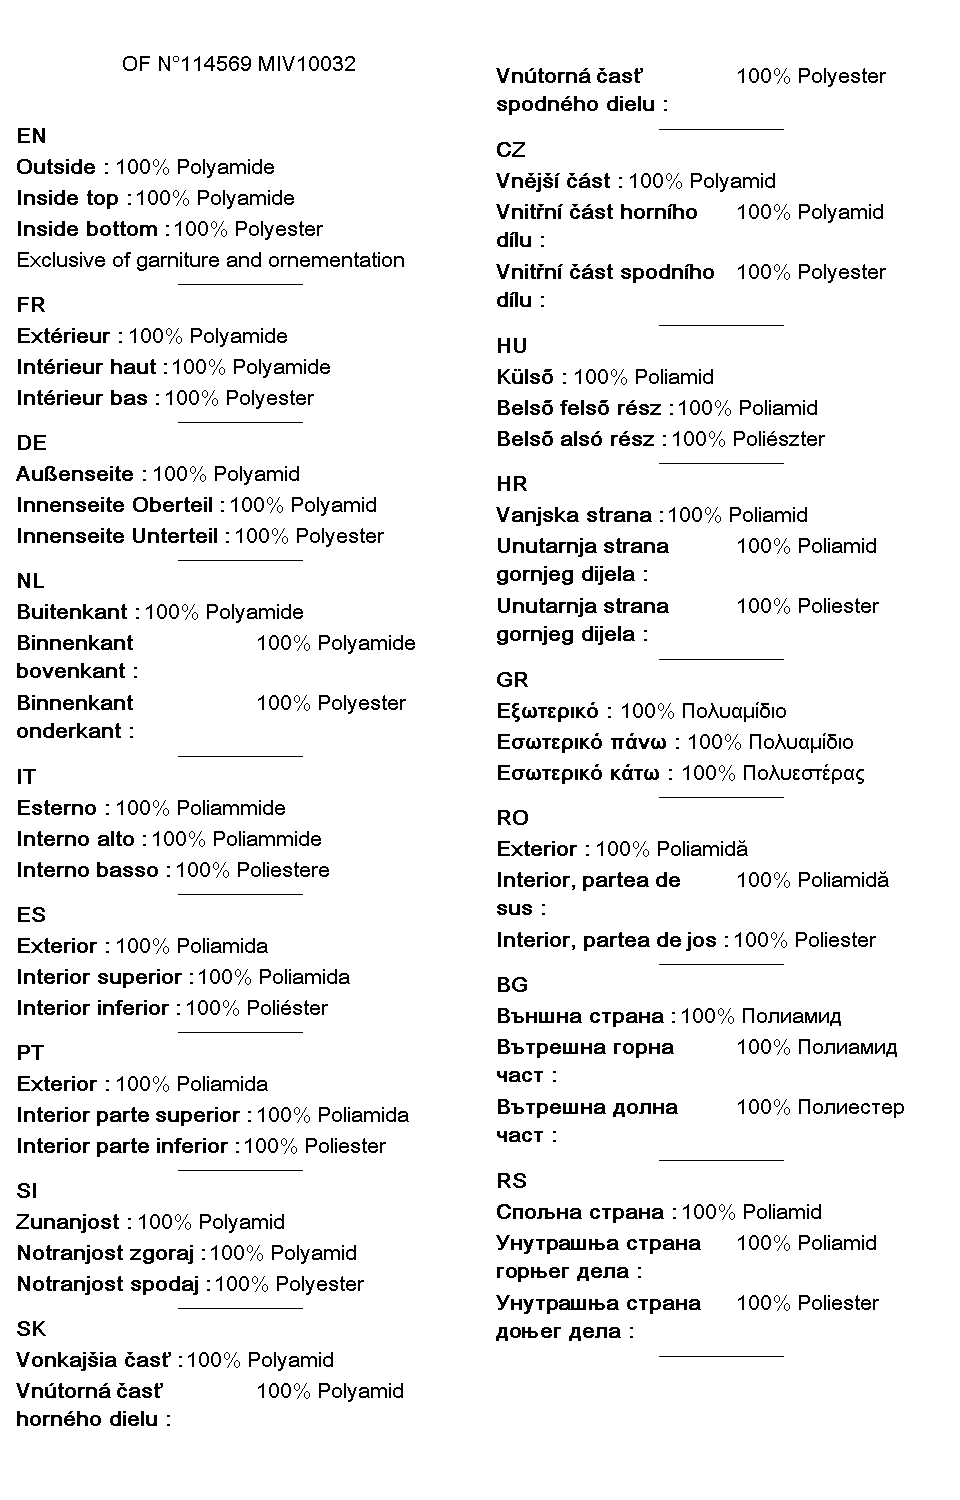 OF N°114569 MIV10032
EN
Outside : 100% Polyamide
Inside top : 100% Polyamide
Inside bottom : 100% Polyester
Exclusive of garniture and ornementation
FR
Extérieur : 100% Polyamide
Intérieur haut : 100% Polyamide
Intérieur bas : 100% Polyester
DE
Außenseite : 100% Polyamid
Innenseite Oberteil : 100% Polyamid
Innenseite Unterteil : 100% Polyester
NL
Buitenkant : 100% Polyamide
Binnenkant 100% Polyamide
bovenkant :
Binnenkant 100% Polyester
onderkant :
IT
Esterno : 100% Poliammide
Interno alto : 100% Poliammide
Interno basso : 100% Poliestere
ES
Exterior : 100% Poliamida
Interior superior : 100% Poliamida
Interior inferior : 100% Poliéster
PT
Exterior : 100% Poliamida
Interior parte superior : 100% Poliamida
Interior parte inferior : 100% Poliester
SI
Zunanjost : 100% Polyamid
Notranjost zgoraj : 100% Polyamid
Notranjost spodaj : 100% Polyester
SK
Vonkajšia časť : 100% Polyamid
Vnútorná časť 100% Polyamid
horného dielu :
Vnútorná časť 100% Polyester
spodného dielu :
CZ
Vnější část : 100% Polyamid
Vnitřní část horního 100% Polyamid
dílu :
Vnitřní část spodního 100% Polyester
dílu :
HU
Külső : 100% Poliamid
Belső felső rész : 100% Poliamid
Belső alsó rész : 100% Poliészter
HR
Vanjska strana : 100% Poliamid
Unutarnja strana 100% Poliamid
gornjeg dijela :
Unutarnja strana 100% Poliester
gornjeg dijela :
GR
Εξωτερικό : 100% Πολυαμίδιο
Εσωτερικό πάνω : 100% Πολυαμίδιο
Εσωτερικό κάτω : 100% Πολυεστέρας
RO
Exterior : 100% Poliamidă
Interior, partea de 100% Poliamidă
sus :
Interior, partea de jos : 100% Poliester
BG
Външна страна : 100% Полиамид
Вътрешна горна 100% Полиамид
част :
Вътрешна долна 100% Полиестер
част :
RS
Спољна страна : 100% Poliamid
Унутрашња страна 100% Poliamid
горњег дела :
Унутрашња страна 100% Poliester
доњег дела :